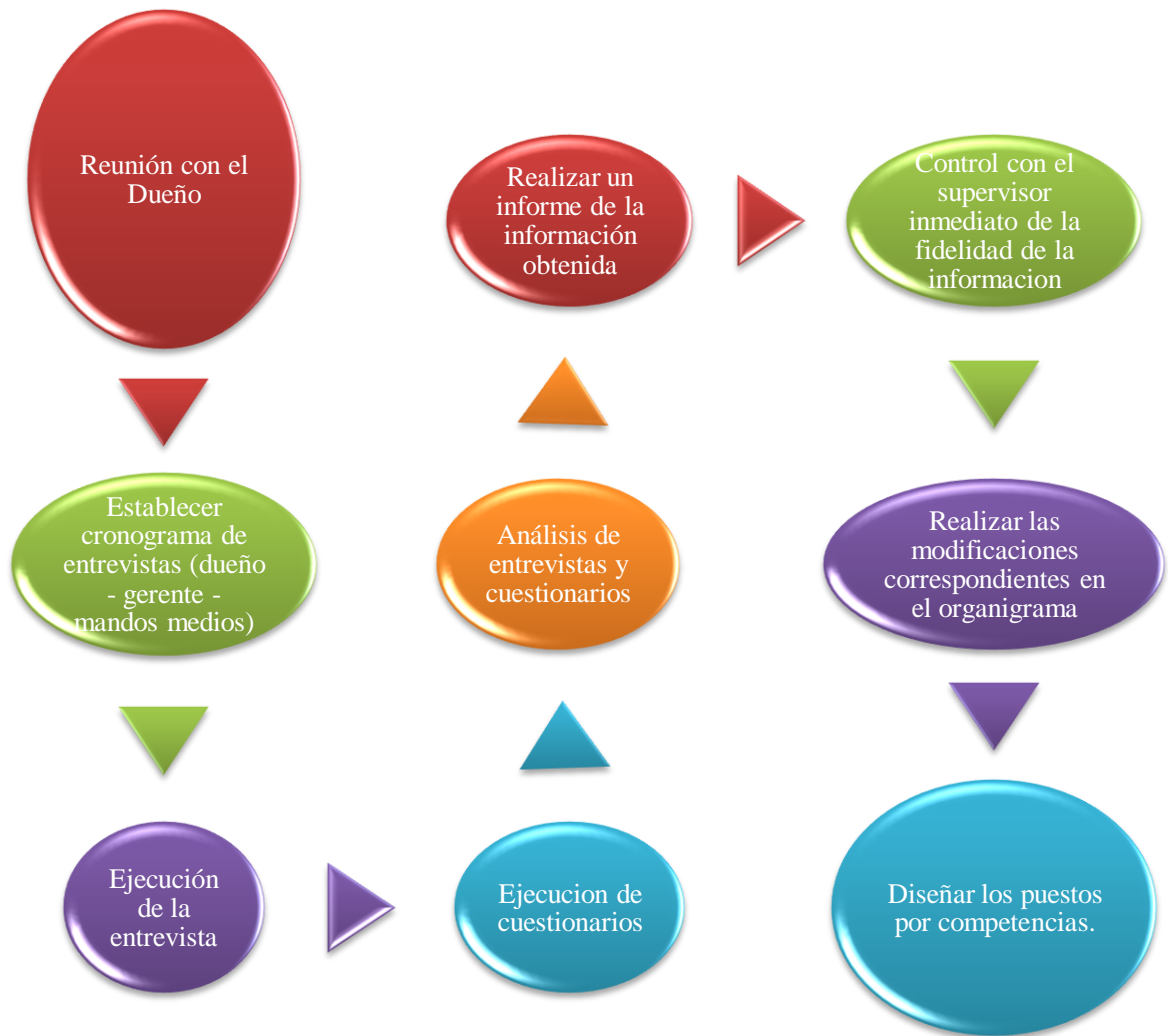 Reunión con el
Dueño
Establecer
cronograma de
entrevistas (dueño
- gerente -
mandos medios)
Ejecución
de la
entrevista
Ejecucion de
cuestionarios
Análisis de
entrevistas y
cuestionarios
Realizar un
informe de la
información
obtenida
Control con el
supervisor
inmediato de la
fidelidad de la
informacion
Realizar las
modificaciones
correspondientes en
el organigrama
Diseñar los puestos
por competencias.